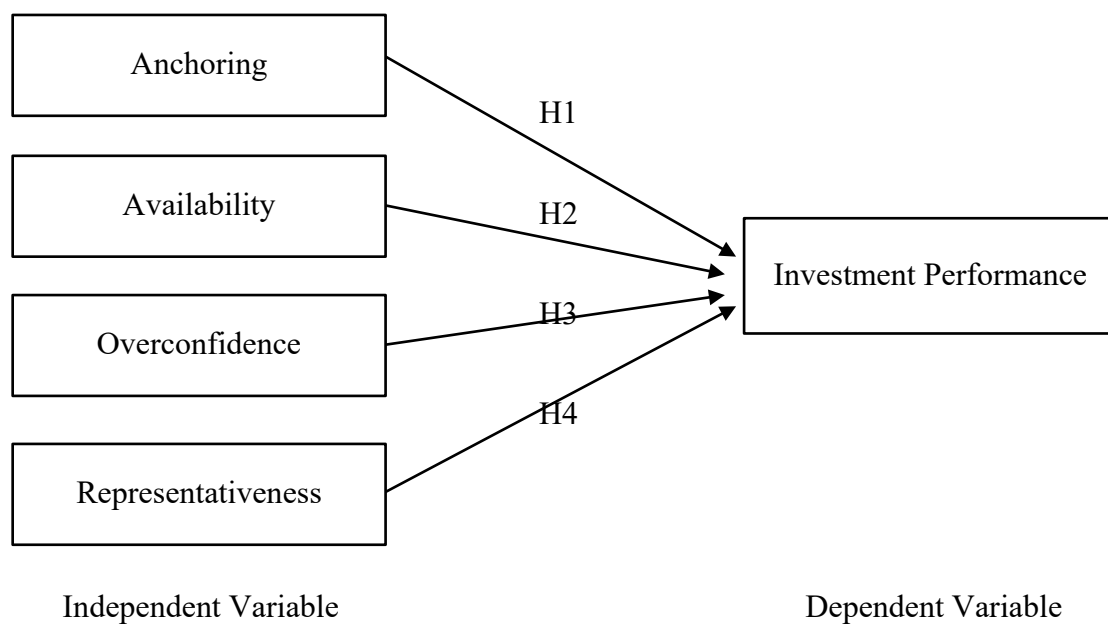 Anchoring
H1
Availability
H2
Investment Performance
Overconfidence
H3
H4
Representativeness
Independent Variable
Dependent Variable